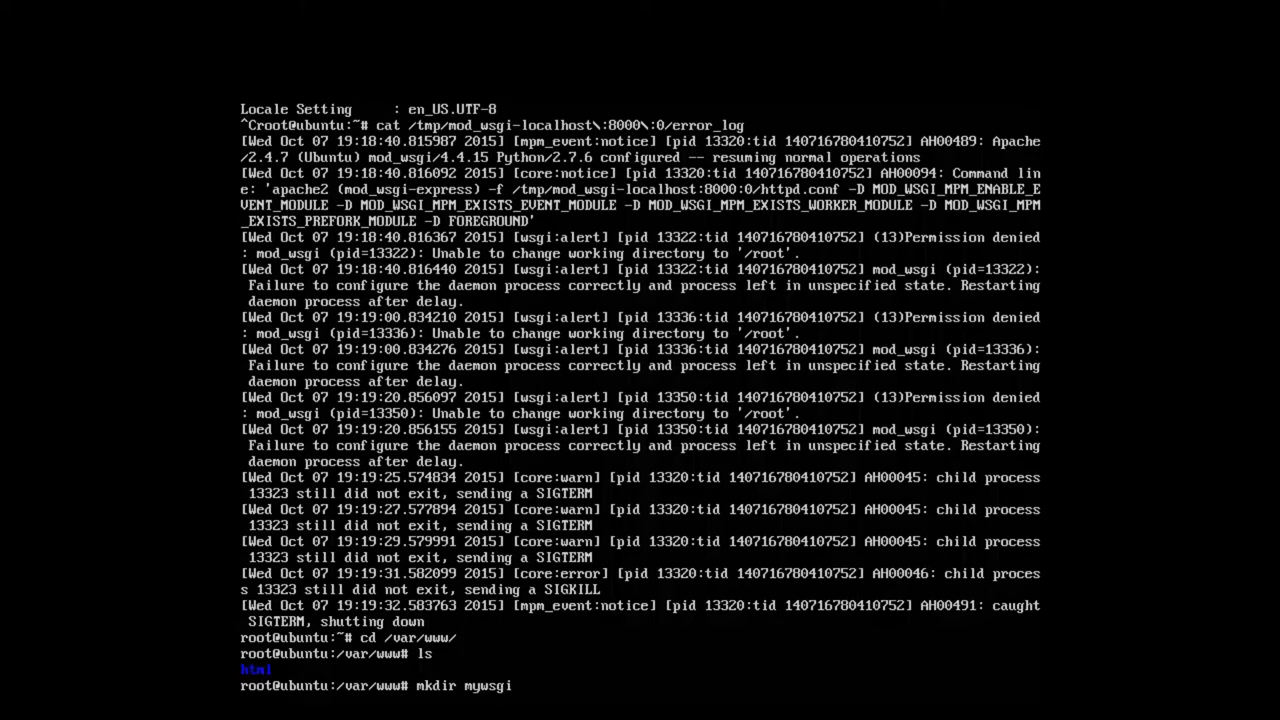 Locale Setting     : en_US.UTF-8
^Croot@ubuntu:~# cat /tmp/mod_wsgi-localhost\:8000\:0/error_log
[Wed Oct 07 19:18:40.815987 2015] [mpm_event:notice] [pid 13320:tid 140716780410752] AH00489: Apache
/2.4.7 (Ubuntu) mod_wsgi/4.4.15 Python/2.7.6 configured -- resuming normal operations
[Wed Oct 07 19:18:40.816092 2015] [core:notice] [pid 13320:tid 140716780410752] AH00094: Command lin
e: 'apache2 (mod_wsgi-express) -f /tmp/mod_wsgi-localhost:8000:0/httpd.conf -D MOD_WSGI_MPM_ENABLE_E
VENT_MODULE -D MOD_WSGI_MPM_EXISTS_EVENT_MODULE -D MOD_WSGI_MPM_EXISTS_WORKER_MODULE -D MOD_WSGI_MPM
_EXISTS_PREFORK_MODULE -D FOREGROUND'
[Wed Oct 07 19:18:40.816367 2015] [wsgi:alert] [pid 13322:tid 140716780410752] (13)Permission denied
: mod_wsgi (pid=13322): Unable to change working directory to '/root'.
[Wed Oct 07 19:18:40.816440 2015] [wsgi:alert] [pid 13322:tid 140716780410752] mod_wsgi (pid=13322):
 Failure to configure the daemon process correctly and process left in unspecified state. Restarting
daemon process after delay.
[Wed Oct 07 19:19:00.834210 2015] [wsgi:alert] [pid 13336:tid 140716780410752] (13)Permission denied
: mod_wsgi (pid=13336): Unable to change working directory to '/root'.
[Wed Oct 07 19:19:00.834276 2015] [wsgi:alert] [pid 13336:tid 140716780410752] mod_wsgi (pid=13336):
 Failure to configure the daemon process correctly and process left in unspecified state. Restarting
daemon process after delay.
[Wed Oct 07 19:19:20.856097 2015] [wsgi:alert] [pid 13350:tid 140716780410752] (13)Permission denied
: mod_wsgi (pid=13350): Unable to change working directory to '/root'.
[Wed Oct 07 19:19:20.856155 2015] [wsgi:alert] [pid 13350:tid 140716780410752] mod_wsgi (pid=13350):
 Failure to configure the daemon process correctly and process left in unspecified state. Restarting
daemon process after delay.
[Wed Oct 07 19:19:25.574834 2015] [core:warn] [pid 13320:tid 140716780410752] AH00045: child process
 13323 still did not exit, sending a SIGTERM
[Wed Oct 07 19:19:27.577894 2015] [core:warn] [pid 13320:tid 140716780410752] AH00045: child process
 13323 still did not exit, sending a SIGTERM
[Wed Oct 07 19:19:29.579991 2015] [core:warn] [pid 13320:tid 140716780410752] AH00045: child process
 13323 still did not exit, sending a SIGTERM
[Wed Oct 07 19:19:31.582099 2015] [core:error] [pid 13320:tid 140716780410752] AH00046: child proces
s 13323 still did not exit, sending a SIGKILL
[Wed Oct 07 19:19:32.583763 2015] [mpm_event:notice] [pid 13320:tid 140716780410752] AH00491: caught
 SIGTERM, shutting down
root@ubuntu:~# cd /var/www/
root@ubuntu:/var/www# ls
html
root@ubuntu:/var/www# mkdir mywsgi